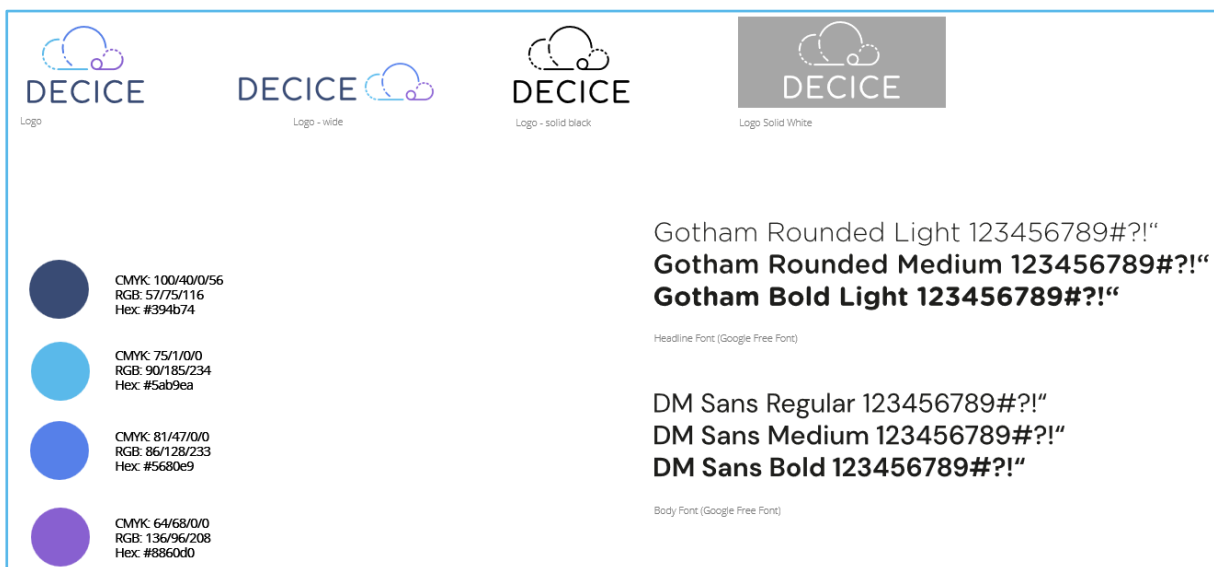 DECICE
Logo
DECICE
Logo - wide
DECICE
Logo - solid black
DECICE
Logo Solid White
CMYK: 100/40/0/56
RGB: 57/75/116
Hex: #394b74
CMYK: 75/1/0/0
RGB: 90/185/234
Hex: #5ab9ea
CMYK: 81/47/0/0
RGB: 86/128/233
Hex: #5680e9
CMYK: 64/68/0/0
RGB: 136/96/208
Hex: #8860d0
Gotham Rounded Light 123456789#?!“
Gotham Rounded Medium 123456789#?!“
Gotham Bold Light 123456789#?!“
Headline Font (Google Free Font)
DM Sans Regular 123456789#?!“
DM Sans Medium 123456789#?!“
DM Sans Bold 123456789#?!“
Body Font (Google Free Font)